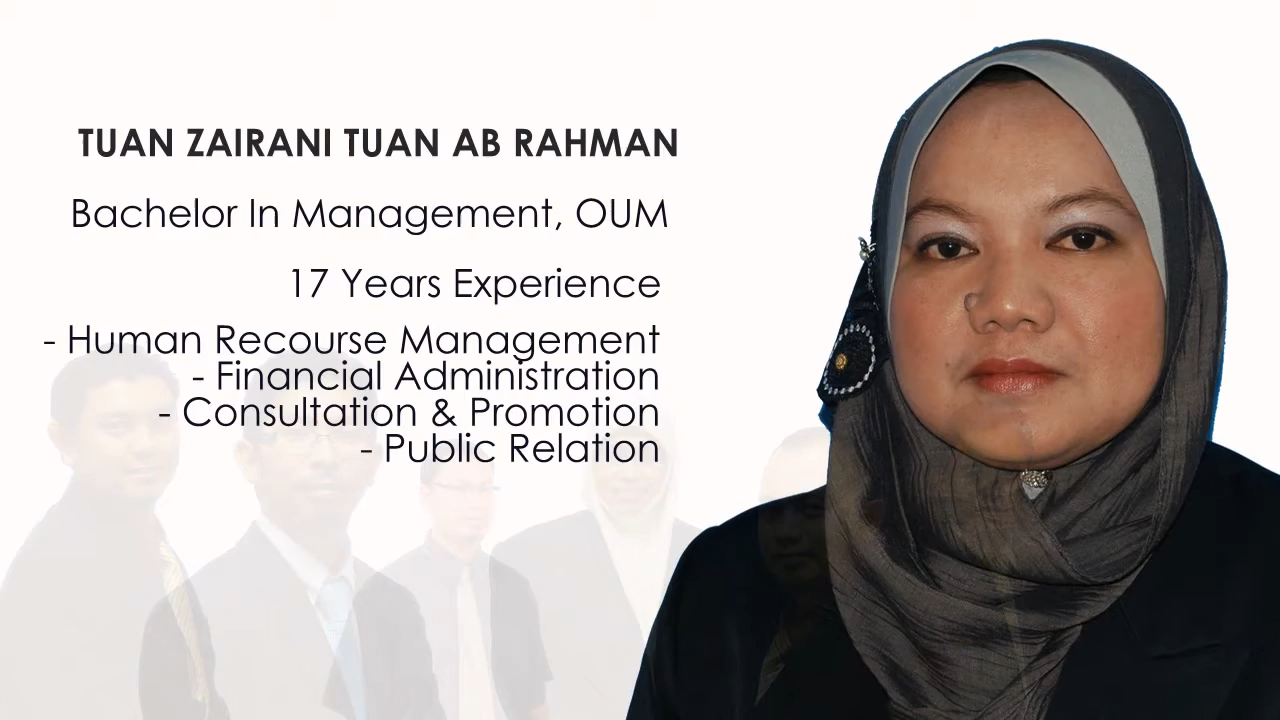 TUAN ZAIRANI TUAN AB RAHMAN
Bachelor In Management, OUM
17 Years Experience
- Human Recourse Management
- Financial Administration
- Consultation & Promotion
- Public Relation